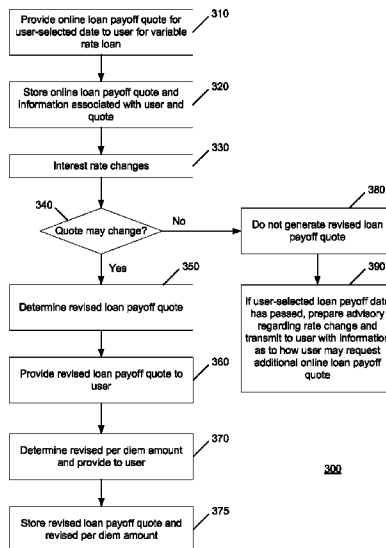 310
Provide online loan payoff quote for
user-selected date to user for variable
rate loan
320
Store online loan payoff quote and
information associated with user and
quote
330
Interest rate changes
340
Quote may change?
No
Yes
380
Do not generate revised loan
payoff quote
350
Determine revised loan payoff quote
390
If user-selected loan payoff date
has passed, prepare advisory
regarding rate change and
transmit to user with information
as to how user may request
additional online loan payoff
quote
360
Provide revised loan payoff quote to
user
370
Determine revised per diem amount
and provide to user
300
375
Store revised loan payoff quote and
revised per diem amount